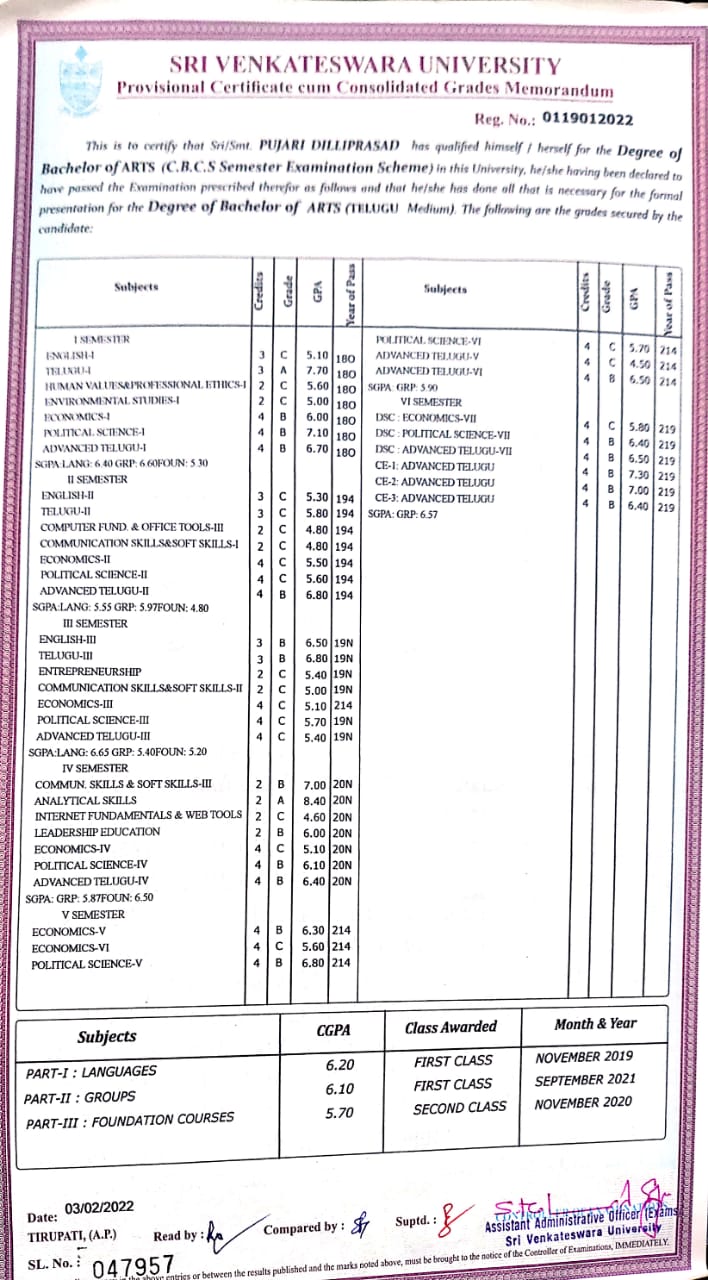 SRI VENKATESWARA UNIVERSITY
Provisional Certificate cum Consolidated Grades Memorandum
Reg. No.: 0119012022
This is to certify that Sri/Smt. PUJARI DILLIPRASAD has qualified himself / herself for the Degree of
Bachelor of ARTS (C.B.C.S Semester Examination Scheme) in this University, he/she having been declared to
have passed the Examination prescribed therefor as follows and that he/she has done all that is necessary for the formal
presentation for the Degree of Bachelor of ARTS (TELUGU Medium). The following are the grades secured by the
candidate:
Subjects Credits Grade GPA Year of Pass
I SEMESTER
ENGLISH-I 3 C 5.10 180
TELUGU-I 3 A 7.70 180
HUMAN VALUES&PROFESSIONAL ETHICS-I 2 C 5.60 180
ENVIRONMENTAL STUDIES-I 2 C 5.00 180
ECONOMICS-I 4 B 6.00 180
POLITICAL SCIENCE-I 4 B 7.10 180
ADVANCED TELUGU-I 4 B 6.70 180
SGPA:LANG: 6.40 GRP: 6.60FOUN: 5.30
II SEMESTER
ENGLISH-II 3 C 5.30 194
TELUGU-II 3 C 5.80 194
COMPUTER FUND. & OFFICE TOOLS-III 2 C 4.80 194
COMMUNICATION SKILLS&SOFT SKILLS-I 2 C 4.80 194
ECONOMICS-II 4 C 5.50 194
POLITICAL SCIENCE-II 4 C 5.60 194
ADVANCED TELUGU-II 4 B 6.80 194
SGPA:LANG: 5.55 GRP: 5.97FOUN: 4.80
III SEMESTER
ENGLISH-III 3 B 6.50 19N
TELUGU-III 3 B 6.80 19N
ENTREPRENEURSHIP 2 C 5.40 19N
COMMUNICATION SKILLS&SOFT SKILLS-II 2 C 5.00 19N
ECONOMICS-III 4 C 5.10 214
POLITICAL SCIENCE-III 4 C 5.70 19N
ADVANCED TELUGU-III 4 C 5.40 19N
SGPA:LANG: 6.65 GRP: 5.40FOUN: 5.20
IV SEMESTER
COMMUN. SKILLS & SOFT SKILLS-III 2 B 7.00 20N
ANALYTICAL SKILLS 2 A 8.40 20N
INTERNET FUNDAMENTALS & WEB TOOLS 2 C 4.60 20N
LEADERSHIP EDUCATION 2 B 6.00 20N
ECONOMICS-IV 4 C 5.10 20N
POLITICAL SCIENCE-IV 4 B 6.10 20N
ADVANCED TELUGU-IV 4 B 6.40 20N
SGPA: GRP: 5.87FOUN: 6.50
V SEMESTER
ECONOMICS-V 4 B 6.30 214
ECONOMICS-VI 4 C 5.60 214
POLITICAL SCIENCE-V 4 B 6.80 214
Subjects Credits Grade GPA Year of Pass
POLITICAL SCIENCE-VI 4 C 5.70 214
ADVANCED TELUGU-V 4 C 4.50 214
ADVANCED TELUGU-VI 4 B 6.50 214
SGPA: GRP: 5.90
VI SEMESTER
DSC : ECONOMICS-VII 4 C 5.80 219
DSC : POLITICAL SCIENCE-VII 4 B 6.40 219
DSC : ADVANCED TELUGU-VII 4 B 6.50 219
CE-1: ADVANCED TELUGU 4 B 7.30 219
CE-2: ADVANCED TELUGU 4 B 7.00 219
CE-3: ADVANCED TELUGU 4 B 6.40 219
SGPA: GRP: 6.57
Subjects CGPA Class Awarded Month & Year
PART-I : LANGUAGES 6.20 FIRST CLASS NOVEMBER 2019
PART-II : GROUPS 6.10 FIRST CLASS SEPTEMBER 2021
PART-III : FOUNDATION COURSES 5.70 SECOND CLASS NOVEMBER 2020
Date: 03/02/2022
TIRUPATI, (A.P.) Read by : Compared by : Suptd. : Assistant Administrative Officer (Exams
Sri Venkateswara University
SL. No. : 047957
above entries or between the results published and the marks noted above, must be brought to the notice of the Controller of Examinations, IMMEDIATELY.